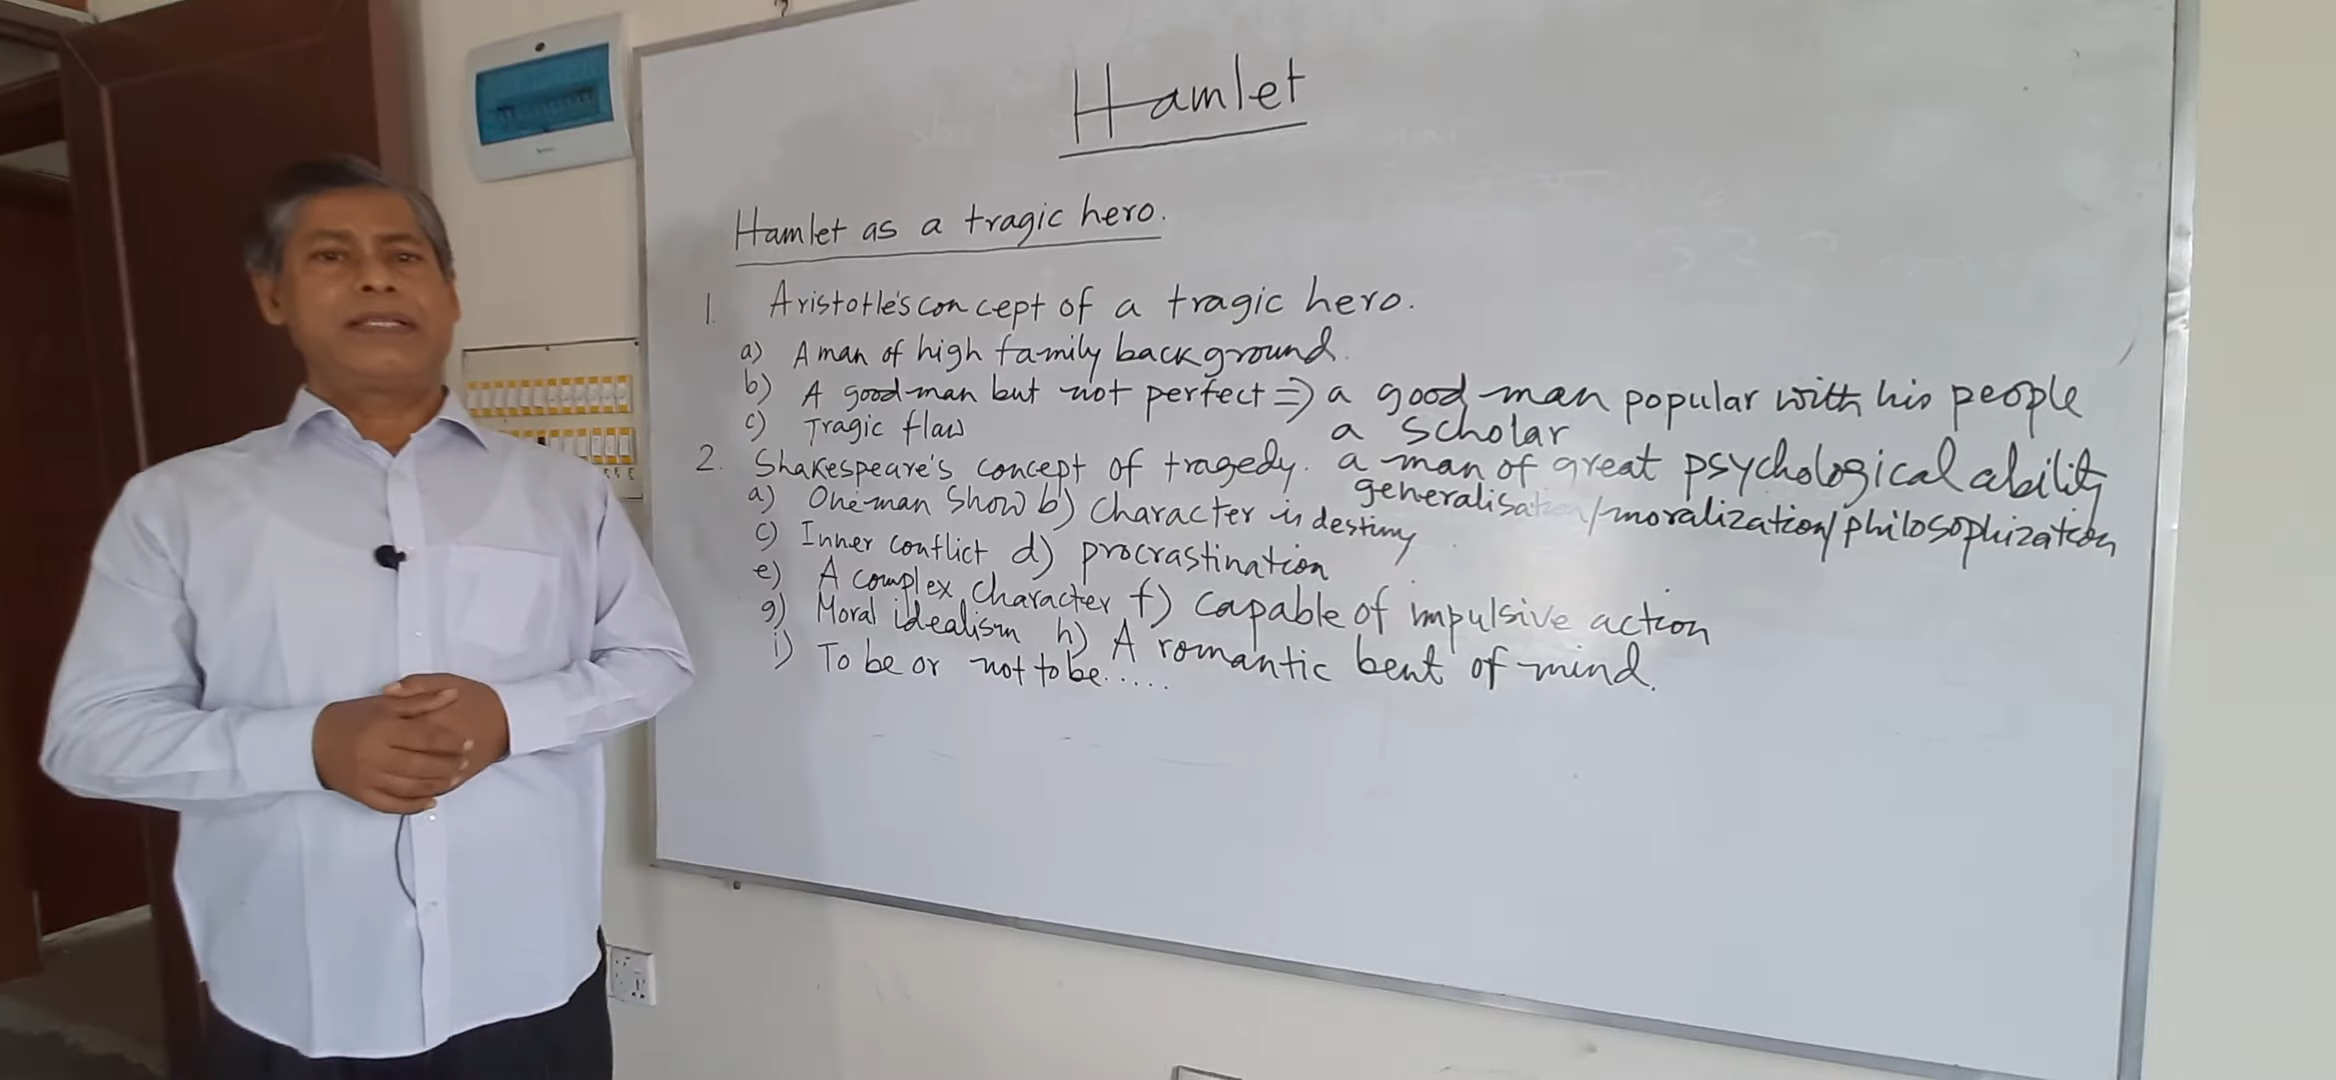 Hamlet
Hamlet as a tragic hero.
1. Aristotle's concept of a tragic hero.
a) A man of high family background.
b) A good man but not perfect ⇒ a good man popular with his people
a scholar
a man of great psychological ability
generalisation/moralization/philosophization
c) Tragic flaw
2. Shakespeare's concept of tragedy.
a) One-man Show b) Character is destiny
c) Inner conflict d) procrastination
e) A complex character f) Capable of impulsive action
g) Moral idealism h) A romantic bent of mind.
i) To be or not to be.....